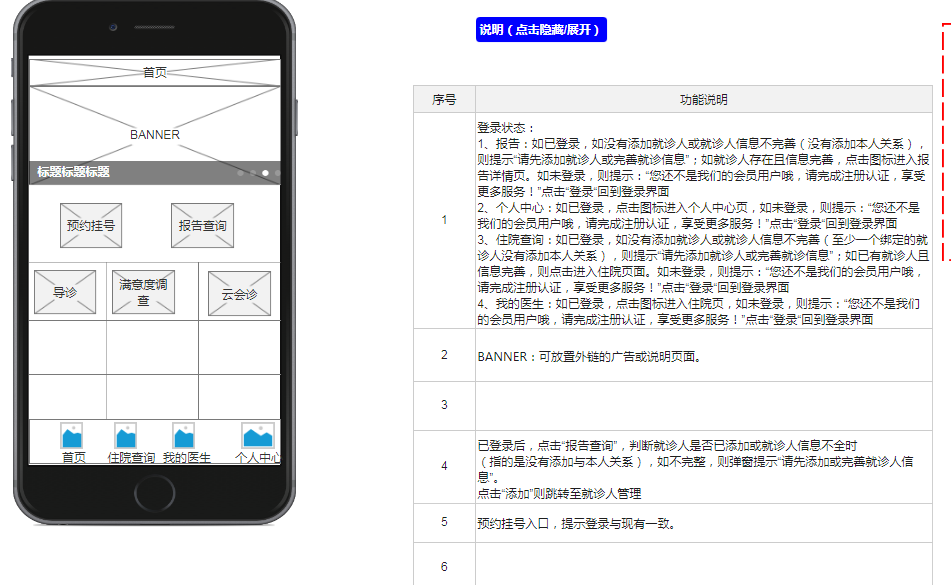 首页
BANNER
标题标题标题
预约挂号
报告查询
导诊
满意度调
查
云会诊
首页
住院查询
我的医生
个人中心
说明（点击隐藏/展开）
序号
功能说明
1
登录状态：
1、报告：如已登录，如没有添加就诊人或就诊人信息不完善（没有添加本人关系），
则提示“请先添加就诊人或完善就诊信息”；如就诊人存在且信息完善，点击图标进入报
告详情页。如未登录，则提示：“您还不是我们的会员用户哦，请完成注册认证，享受
更多服务！”点击“登录“回到登录界面
2、个人中心：如已登录，点击图标进入个人中心页，如未登录，则提示：“您还不是
我们的会员用户哦，请完成注册认证，享受更多服务！”点击“登录“回到登录界面
3、住院查询：如已登录，如没有添加就诊人或就诊人信息不完善（至少一个绑定的就
诊人没有添加本人关系），则提示“请先添加就诊人或完善就诊信息”；如已有就诊人且
信息完善，则点击进入住院页面。如未登录，则提示：“您还不是我们的会员用户哦，
请完成注册认证，享受更多服务！”点击“登录“回到登录界面
4、我的医生：如已登录，点击图标进入住院页，如未登录，则提示：“您还不是我们
的会员用户哦，请完成注册认证，享受更多服务！”点击“登录“回到登录界面
2
BANNER：可放置外链的广告或说明页面。
3
4
已登录后，点击“报告查询”，判断就诊人是否已添加或就诊人信息不全时
（指的是没有添加与本人关系），如不完整，则弹窗提示“请先添加或完善就诊人信
息”。
点击“添加”则跳转至就诊人管理
5
预约挂号入口，提示登录与现有一致。
6